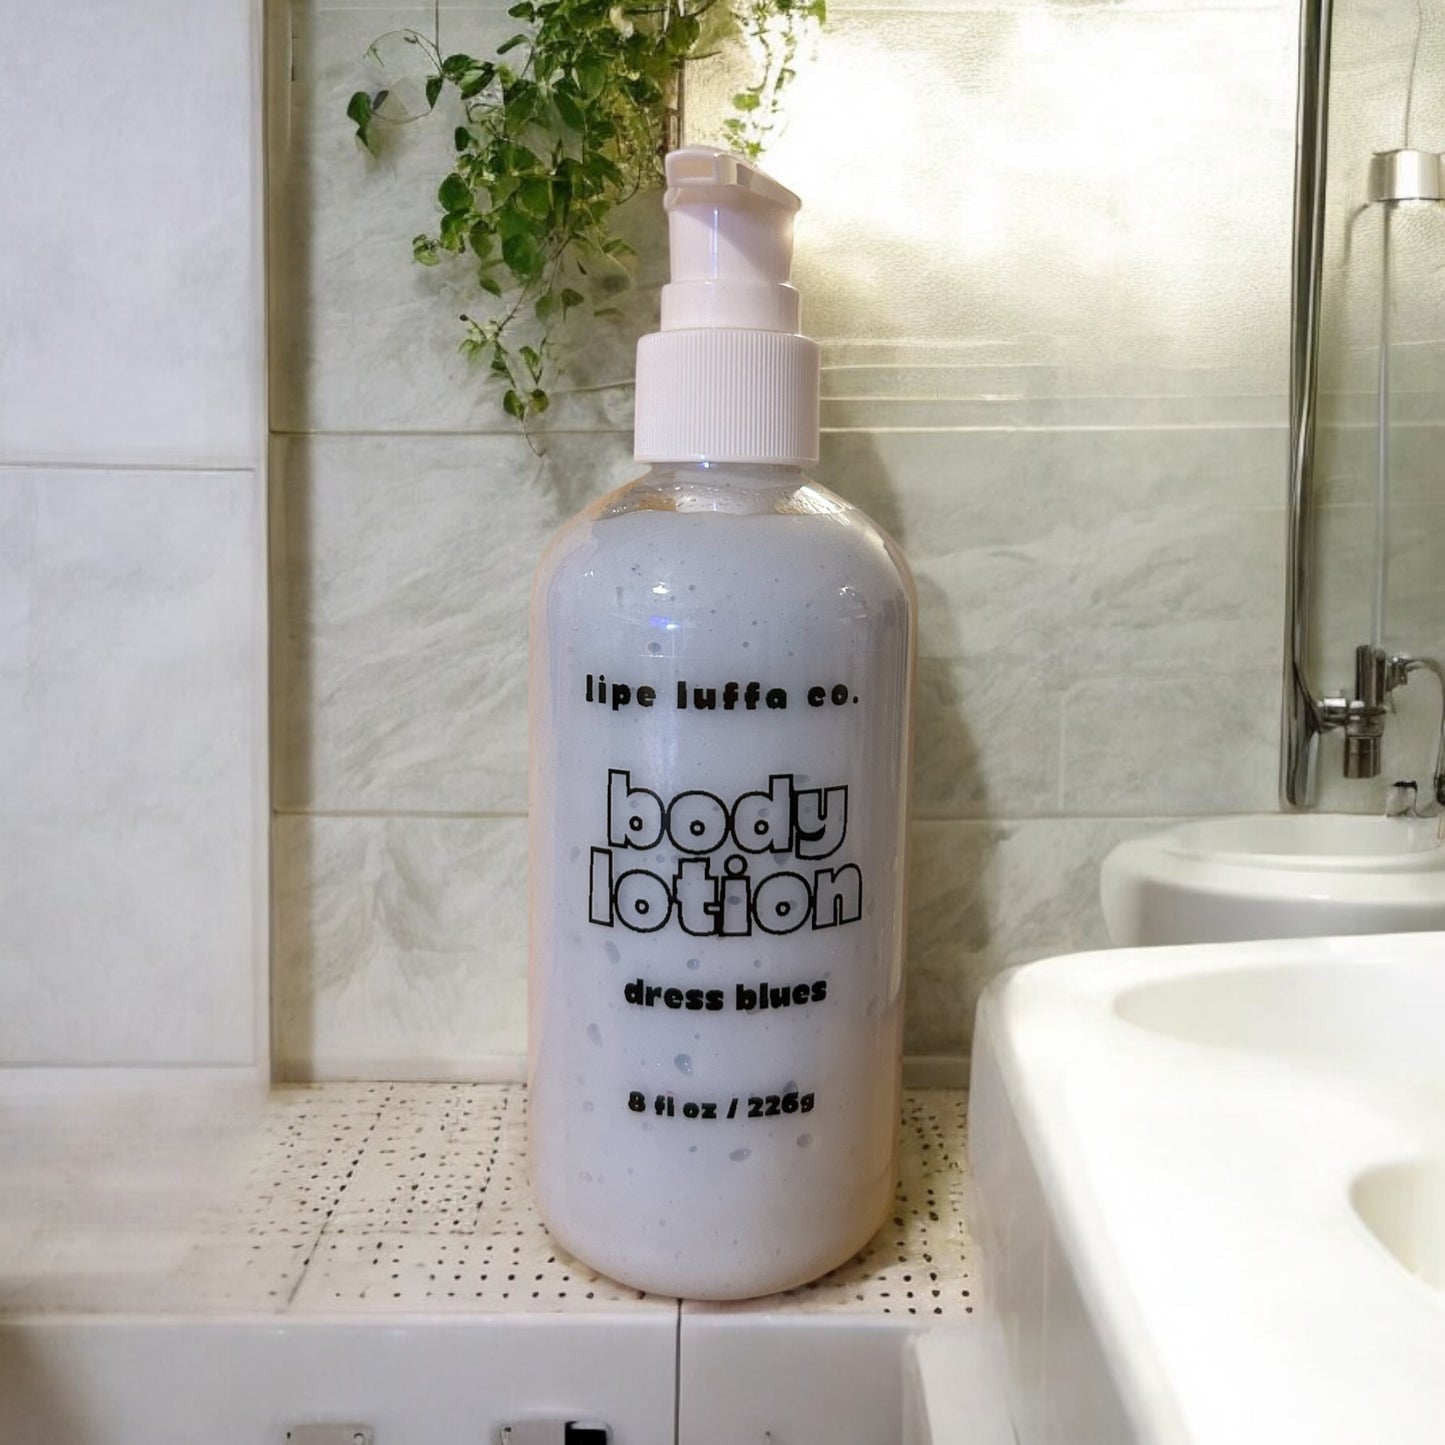 lipe luffa co.
body
lotion
dress blues
8 fl oz / 226g